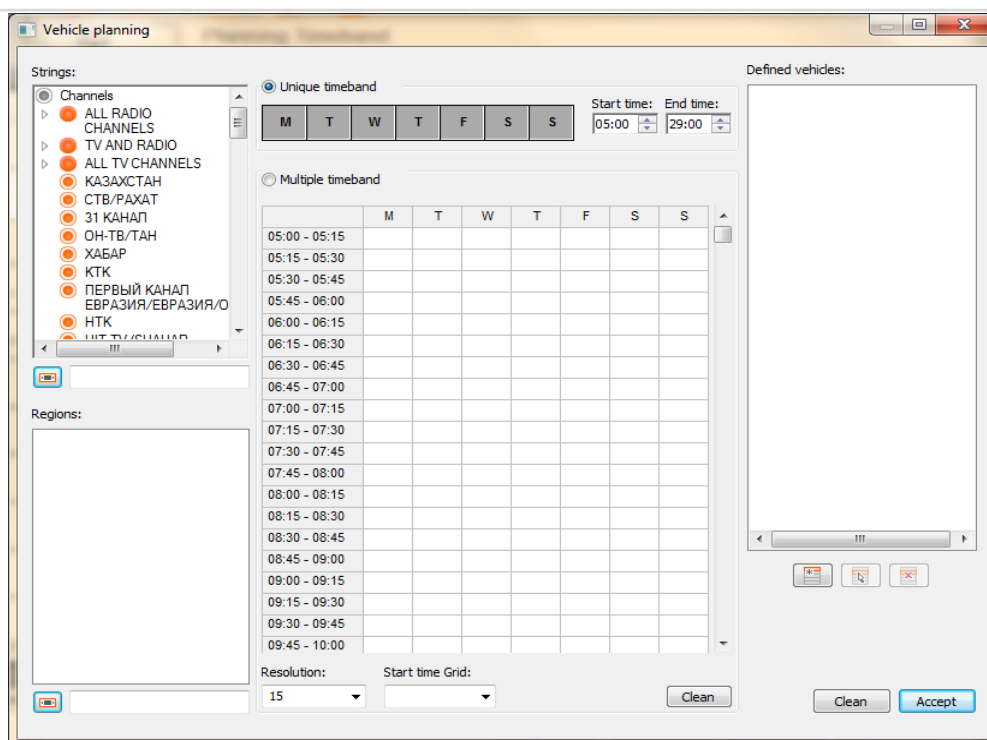 Vehicle planning
Strings:
Channels
ALL RADIO
CHANNELS
TV AND RADIO
ALL TV CHANNELS
КАЗАХСТАН
СТВ/РАХАТ
31 КАНАЛ
ОН-ТВ/ТАН
ХАБАР
КТК
ПЕРВЫЙ КАНАЛ
ЕВРАЗИЯ/ЕВРАЗИЯ/О
НТК
Regions:
Unique timeband
M T W T F S S
Start time: End time:
05:00 29:00
Multiple timeband
M T W T F S S
05:00 - 05:15
05:15 - 05:30
05:30 - 05:45
05:45 - 06:00
06:00 - 06:15
06:15 - 06:30
06:30 - 06:45
06:45 - 07:00
07:00 - 07:15
07:15 - 07:30
07:30 - 07:45
07:45 - 08:00
08:00 - 08:15
08:15 - 08:30
08:30 - 08:45
08:45 - 09:00
09:00 - 09:15
09:15 - 09:30
09:30 - 09:45
09:45 - 10:00
Resolution: Start time Grid:
15
Clean
Defined vehicles:
Clean Accept